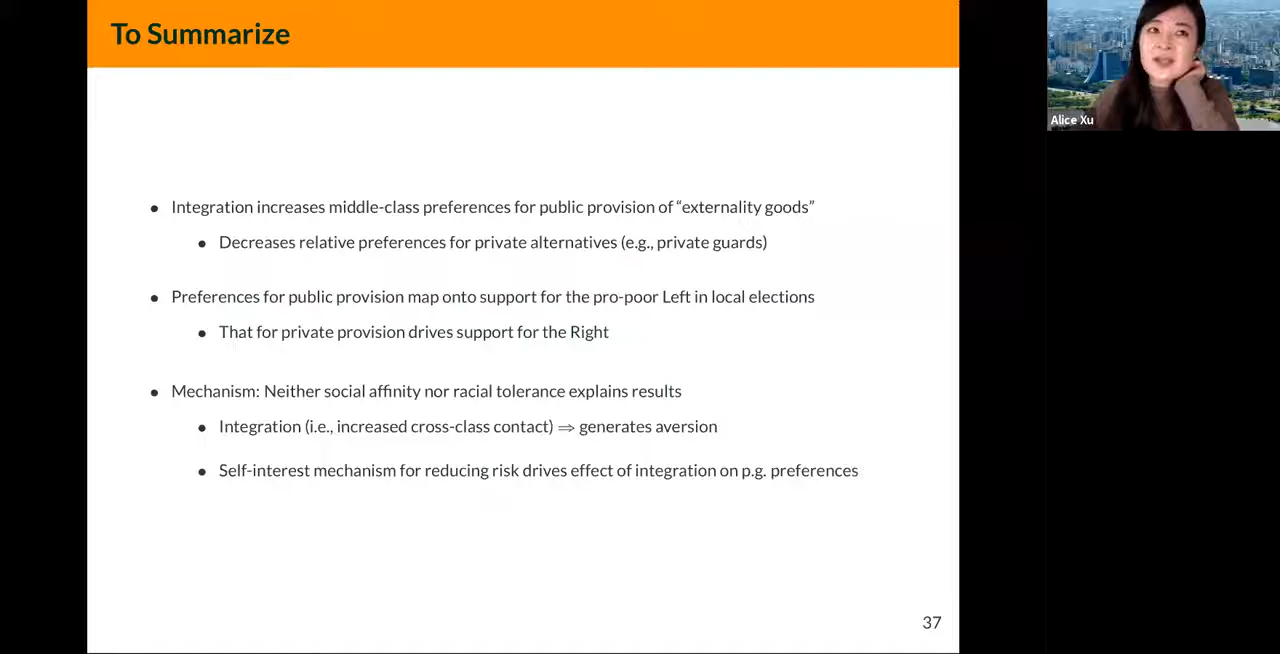 To Summarize
Alice Xu
• Integration increases middle-class preferences for public provision of “externality goods”
• Decreases relative preferences for private alternatives (e.g., private guards)
• Preferences for public provision map onto support for the pro-poor Left in local elections
• That for private provision drives support for the Right
• Mechanism: Neither social affinity nor racial tolerance explains results
• Integration (i.e., increased cross-class contact) ⇒ generates aversion
• Self-interest mechanism for reducing risk drives effect of integration on p.g. preferences
37